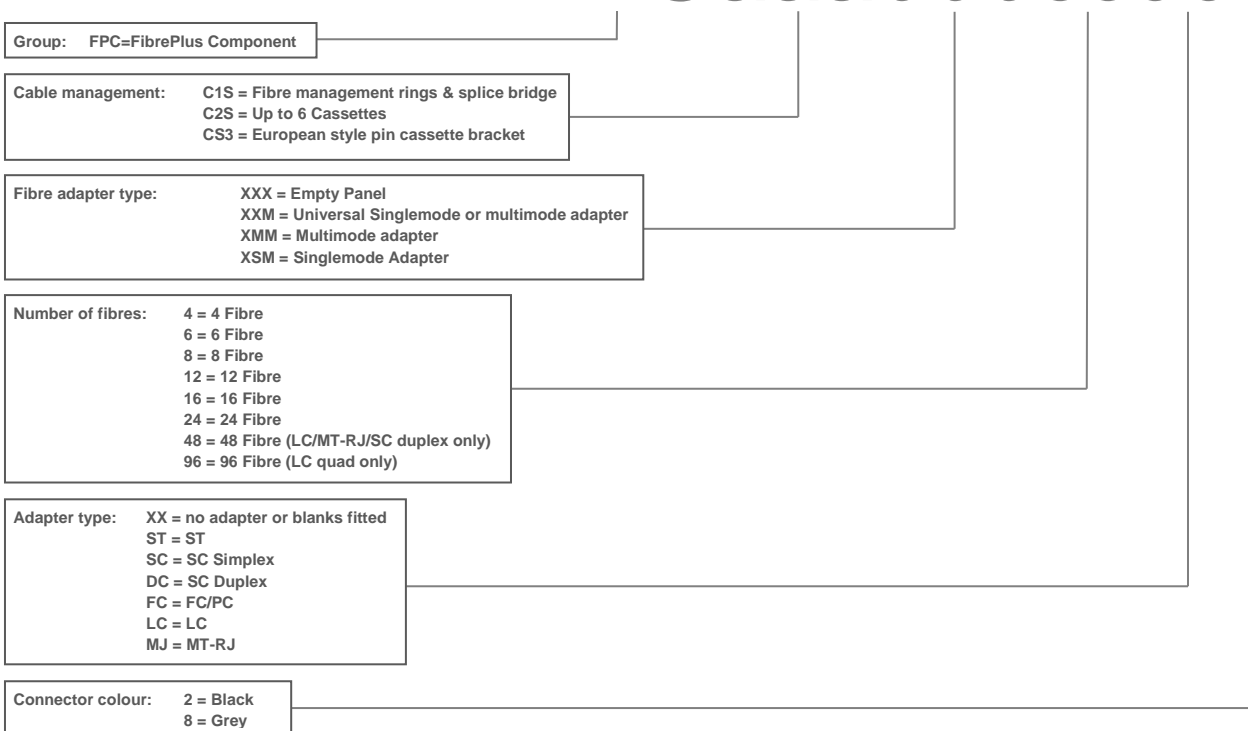 Group: FPC=FibrePlus Component
Cable management: C1S = Fibre management rings & splice bridge
C2S = Up to 6 Cassettes
CS3 = European style pin cassette bracket
Fibre adapter type: XXX = Empty Panel
XXM = Universal Singlemode or multimode adapter
XMM = Multimode adapter
XSM = Singlemode Adapter
Number of fibres: 4 = 4 Fibre
6 = 6 Fibre
8 = 8 Fibre
12 = 12 Fibre
16 = 16 Fibre
24 = 24 Fibre
48 = 48 Fibre (LC/MT-RJ/SC duplex only)
96 = 96 Fibre (LC quad only)
Adapter type: XX = no adapter or blanks fitted
ST = ST
SC = SC Simplex
DC = SC Duplex
FC = FC/PC
LC = LC
MJ = MT-RJ
Connector colour: 2 = Black
8 = Grey